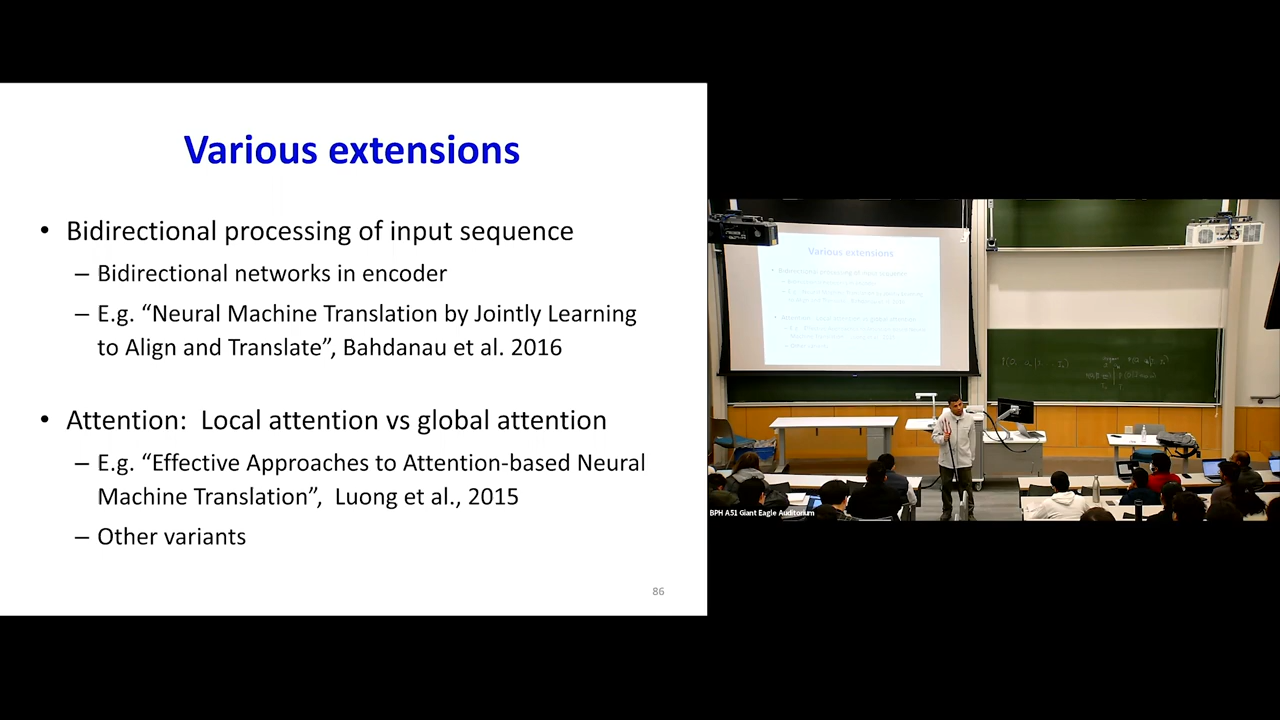 Various extensions
• Bidirectional processing of input sequence
– Bidirectional networks in encoder
– E.g. “Neural Machine Translation by Jointly Learning
to Align and Translate”, Bahdanau et al. 2016
• Attention: Local attention vs global attention
– E.g. “Effective Approaches to Attention-based Neural
Machine Translation”, Luong et al., 2015
– Other variants
86
Various extensions
BPH A51 Giant Eagle Auditorium